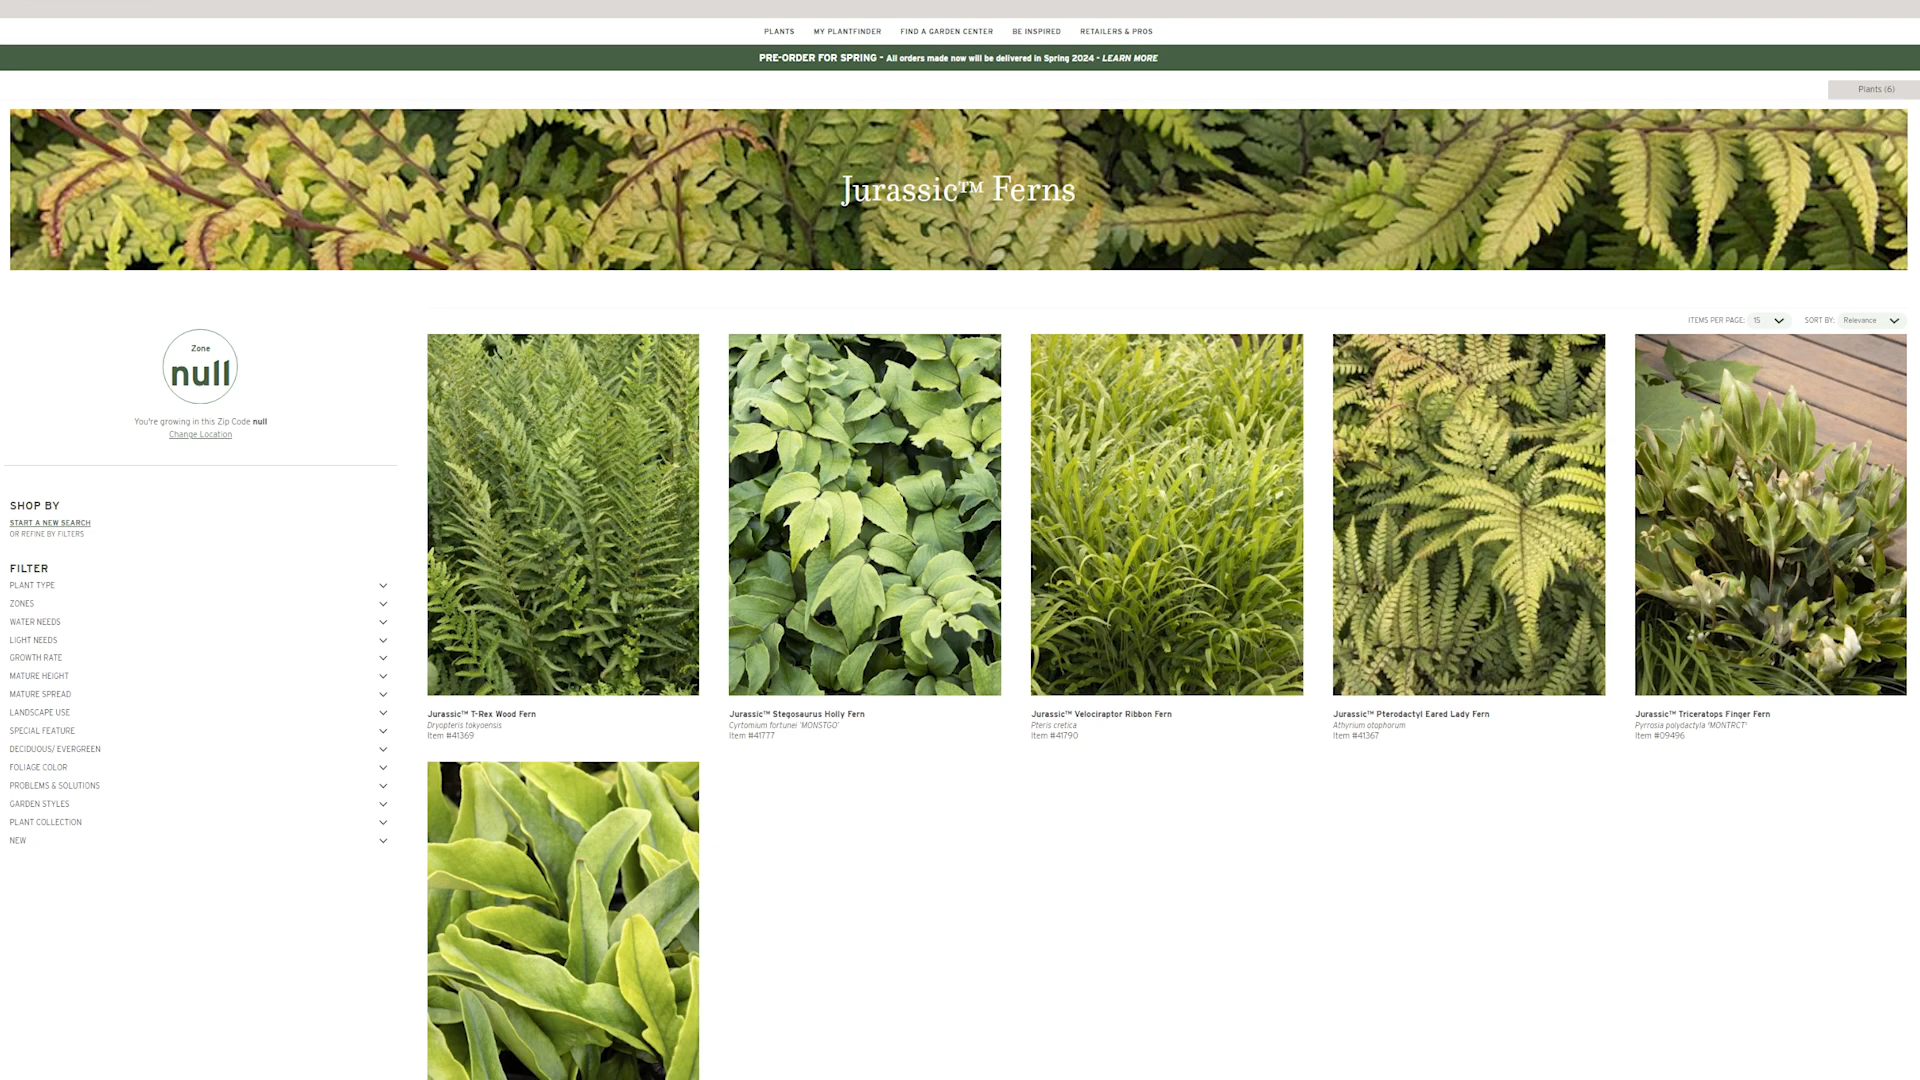 PLANTS MY PLANTFINDER FIND A GARDEN CENTER BE INSPIRED RETAILERS & PROS
PRE-ORDER FOR SPRING - All orders made now will be delivered in Spring 2024 - LEARN MORE
Plants (6)
Jurassic™ Ferns
ITEMS PER PAGE: 15 SORT BY: Relevance
Zone
null
You're growing in this Zip Code null
Change Location
SHOP BY
START A NEW SEARCH
OR REFINE BY FILTERS
FILTER
PLANT TYPE
ZONES
WATER NEEDS
LIGHT NEEDS
GROWTH RATE
MATURE HEIGHT
MATURE SPREAD
LANDSCAPE USE
SPECIAL FEATURE
DECIDUOUS/ EVERGREEN
FOLIAGE COLOR
PROBLEMS & SOLUTIONS
GARDEN STYLES
PLANT COLLECTION
NEW
Jurassic™ T-Rex Wood Fern
Dryopteris tokyoensis
Item #41369
Jurassic™ Stegosaurus Holly Fern
Cyrtomium fortunei 'MONSTGO'
Item #41777
Jurassic™ Velociraptor Ribbon Fern
Pteris cretica
Item #41790
Jurassic™ Pterodactyl Eared Lady Fern
Athyrium otophorum
Item #41367
Jurassic™ Triceratops Finger Fern
Pyrrosia polydactyla 'MONTRCT'
Item #09496